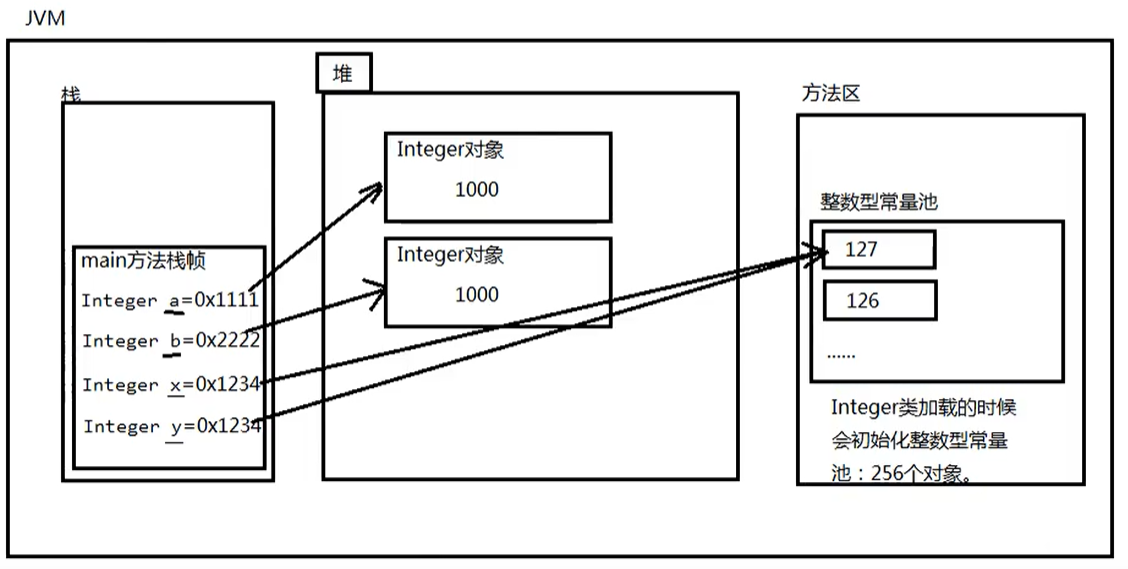 JVM
栈
堆
方法区
Integer对象
1000
Integer对象
1000
main方法栈帧
Integer a=0x1111
Integer b=0x2222
Integer x=0x1234
Integer y=0x1234
整数型常量池
127
126
......
Integer类加载的时候
会初始化整数型常量
池：256个对象。